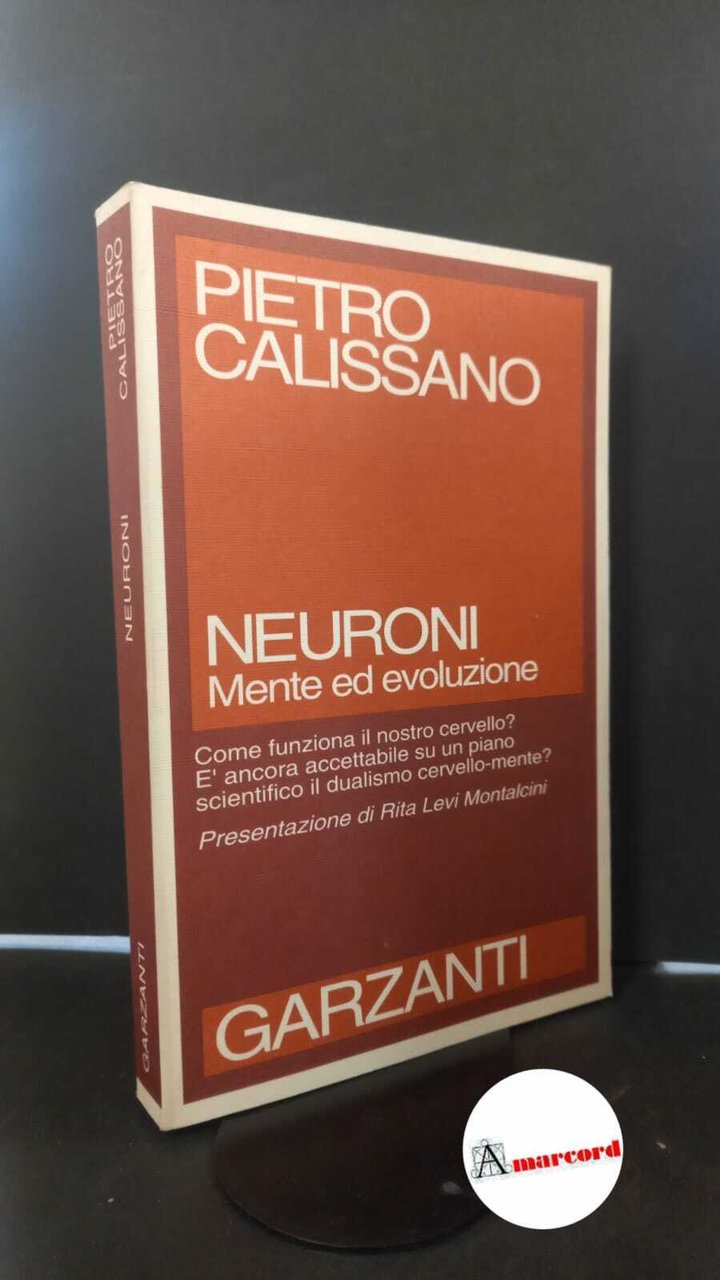 PIETRO
CALISSANO
NEURONI
GARZANTI
PIETRO
CALISSANO
NEURONI
Mente ed evoluzione
Come funziona il nostro cervello?
E' ancora accettabile su un piano
scientifico il dualismo cervello-mente?
Presentazione di Rita Levi Montalcini
GARZANTI
Amarcord